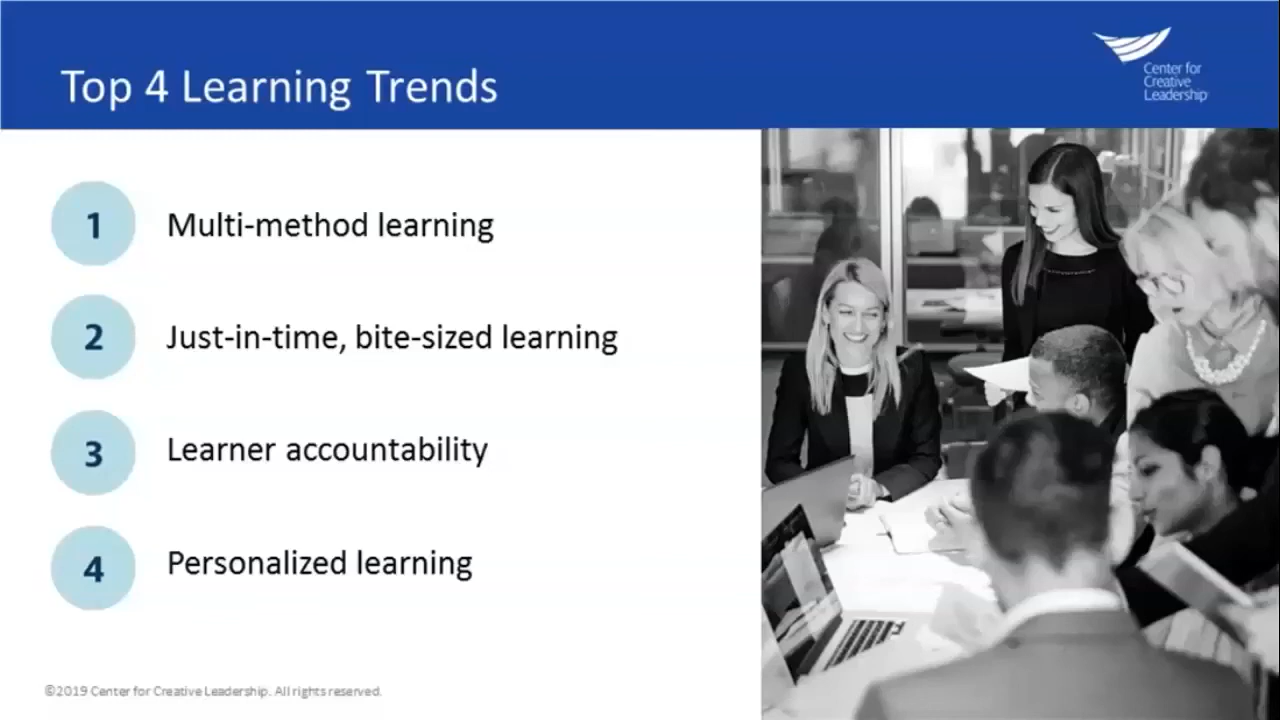 Top 4 Learning Trends
Center for
Creative
Leadership
1 Multi-method learning
2 Just-in-time, bite-sized learning
3 Learner accountability
4 Personalized learning
©2019 Center for Creative Leadership. All rights reserved.